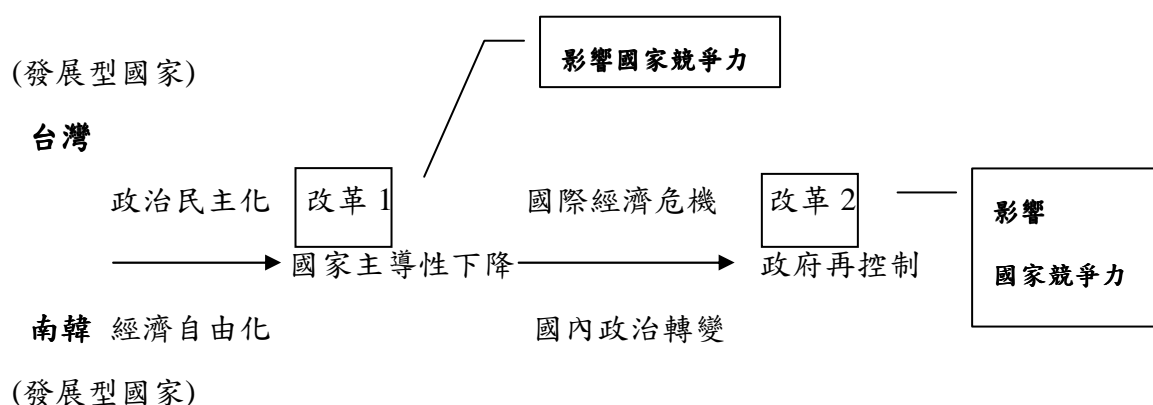 影響國家競爭力
(發展型國家)
台灣
政治民主化 改革 1 國際經濟危機 改革 2
影響
國家主導性下降 政府再控制
國家競爭力
南韓 經濟自由化 國內政治轉變
(發展型國家)